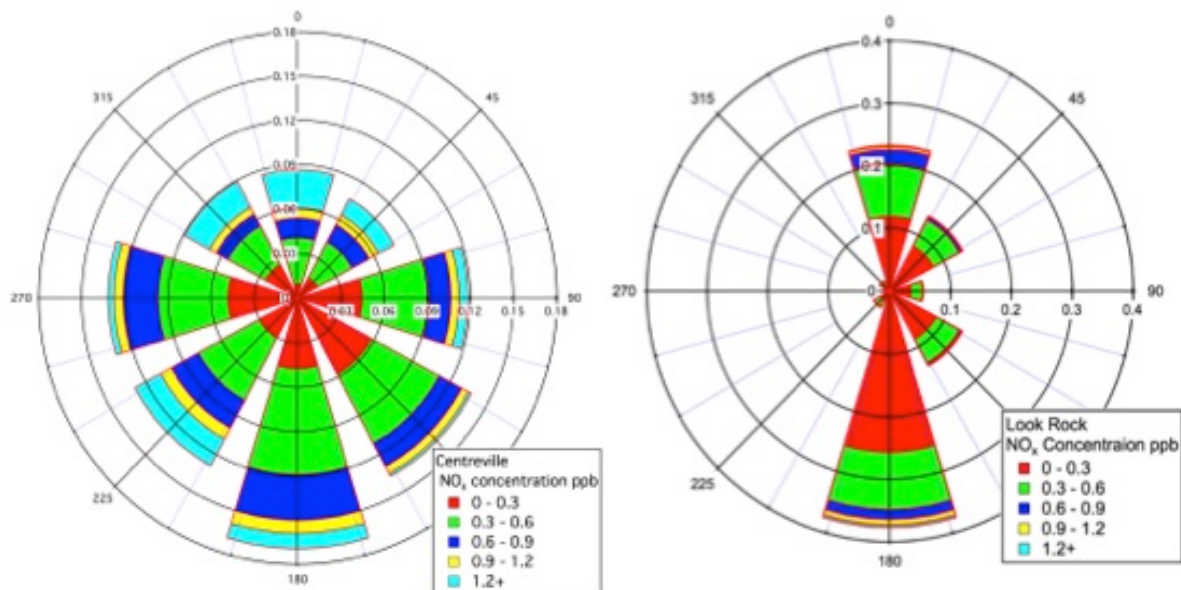 0
0.18
0.15
0.12
0.09
0.06
0.03
0
0.03 0.06 0.09 0.12 0.15 0.18
45
90
180
225
270
315
Centreville
NOx concentration ppb
0 - 0.3
0.3 - 0.6
0.6 - 0.9
0.9 - 1.2
1.2+
0
0.4
0.3
0.2
0.1
0
0.1 0.2 0.3 0.4
45
90
180
225
270
315
Look Rock
NOx Concentraion ppb
0 - 0.3
0.3 - 0.6
0.6 - 0.9
0.9 - 1.2
1.2+